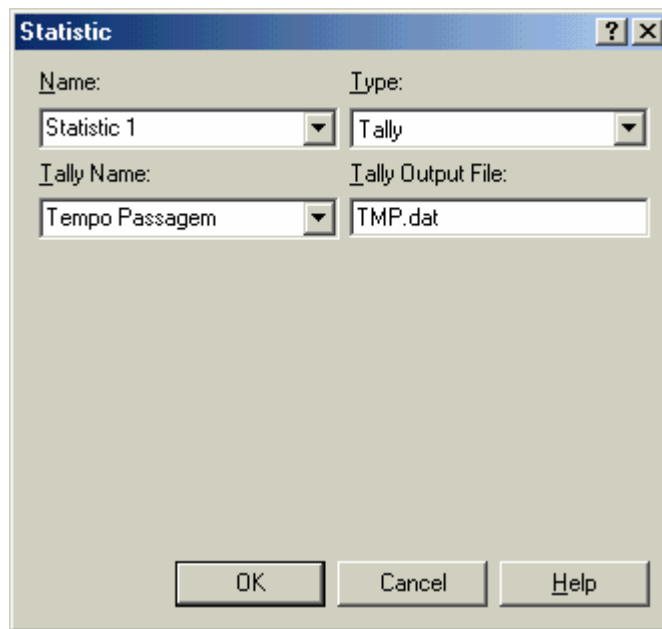 Statistic
Name: Type:
Statistic 1 Tally
Tally Name: Tally Output File:
Tempo Passagem TMP.dat
OK Cancel Help